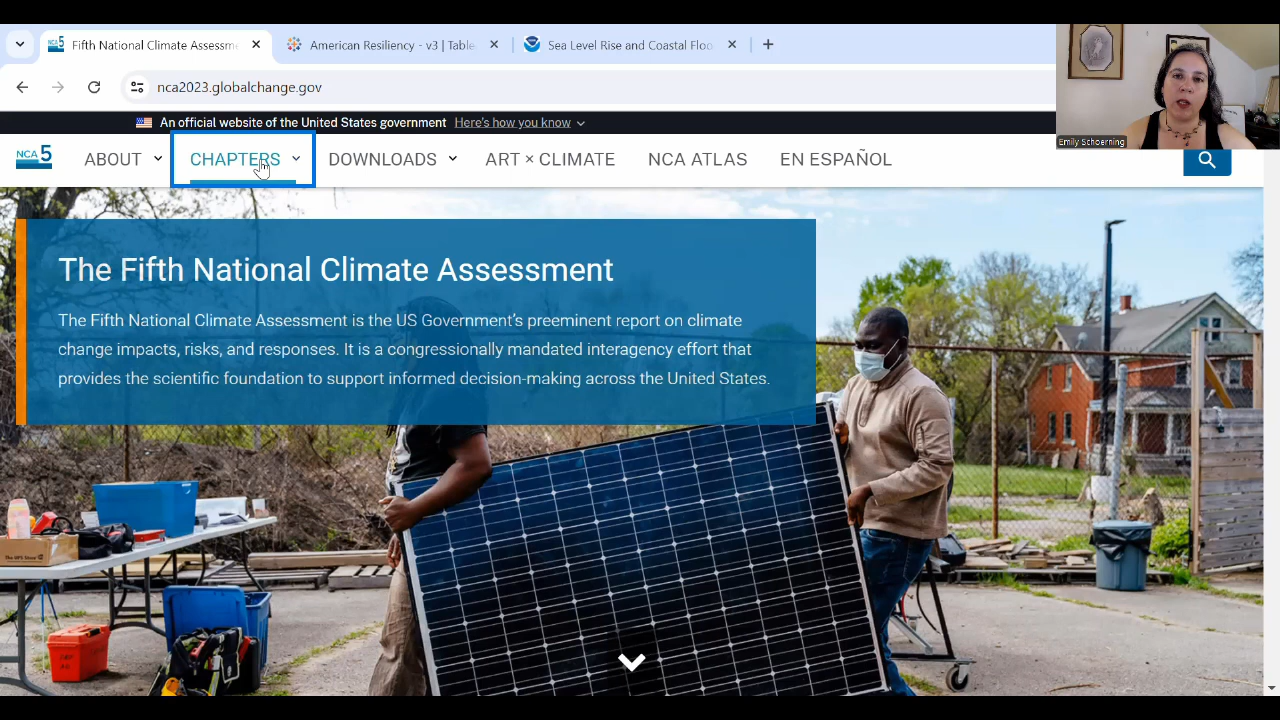 Fifth National Climate Assessm
American Resiliency - v3 | Table
Sea Level Rise and Coastal Floo
nca2023.globalchange.gov
An official website of the United States government Here's how you know
NCA 5
ABOUT
CHAPTERS
DOWNLOADS
ART × CLIMATE
NCA ATLAS
EN ESPAÑOL
Emily Schoerning
The Fifth National Climate Assessment
The Fifth National Climate Assessment is the US Government's preeminent report on climate
change impacts, risks, and responses. It is a congressionally mandated interagency effort that
provides the scientific foundation to support informed decision-making across the United States.